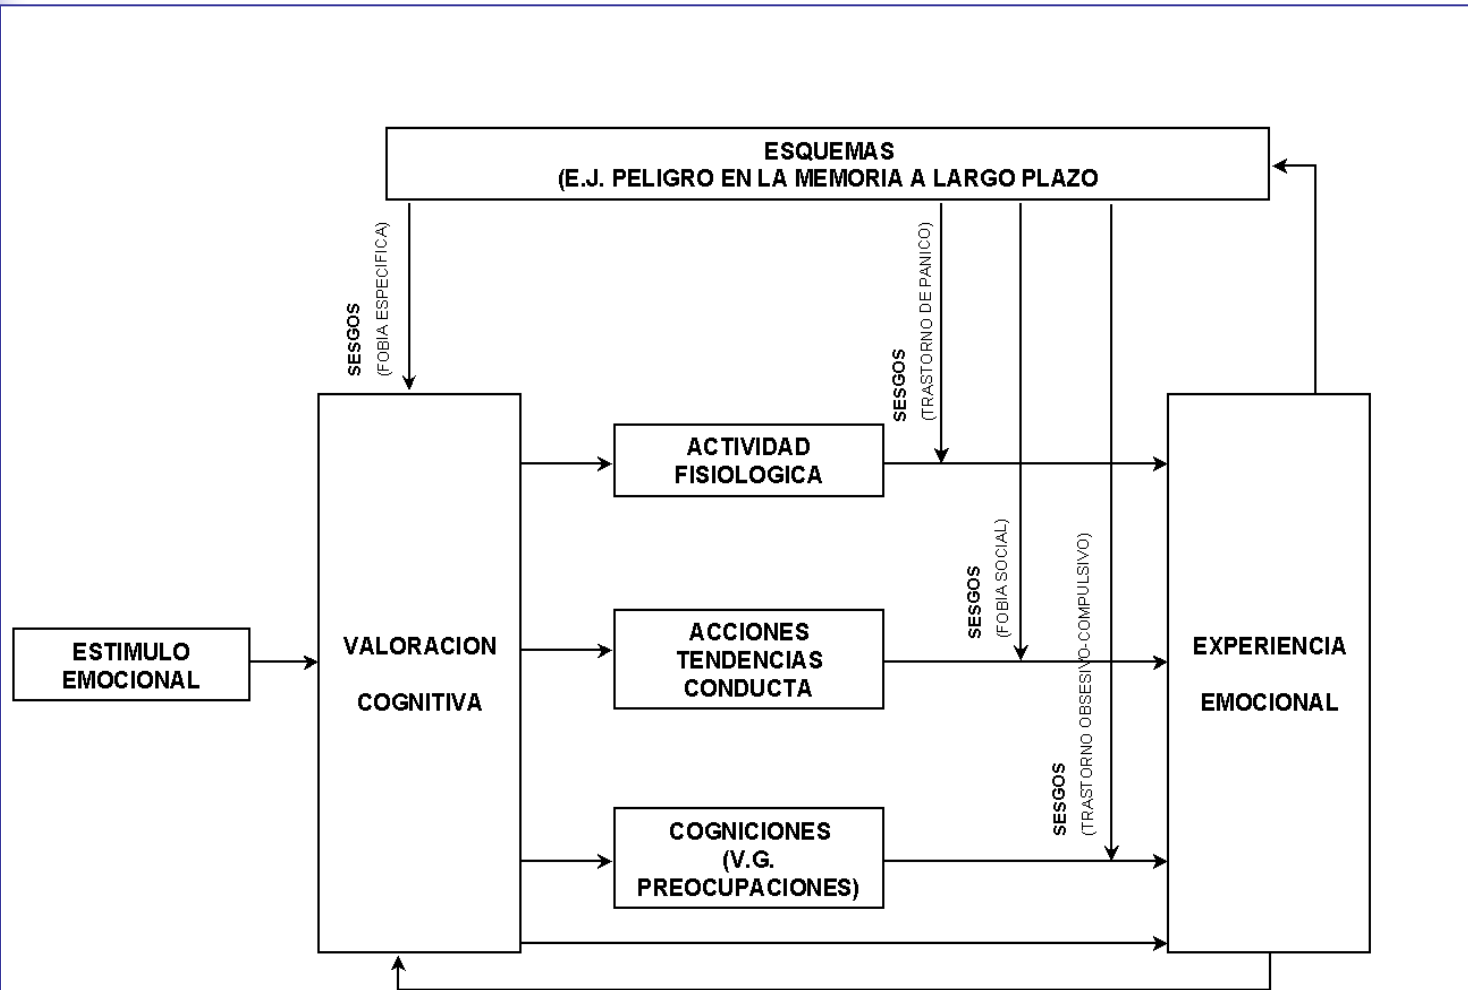 ESQUEMAS
(E.J. PELIGRO EN LA MEMORIA A LARGO PLAZO
SESGOS
(FOBIA ESPECIFICA)
SESGOS
(TRASTORNO DE PANICO)
SESGOS
(FOBIA SOCIAL)
SESGOS
(TRASTORNO OBSESIVO-COMPULSIVO)
ESTIMULO
EMOCIONAL
VALORACION
COGNITIVA
ACTIVIDAD
FISIOLOGICA
ACCIONES
TENDENCIAS
CONDUCTA
COGNICIONES
(V.G.
PREOCUPACIONES)
EXPERIENCIA
EMOCIONAL